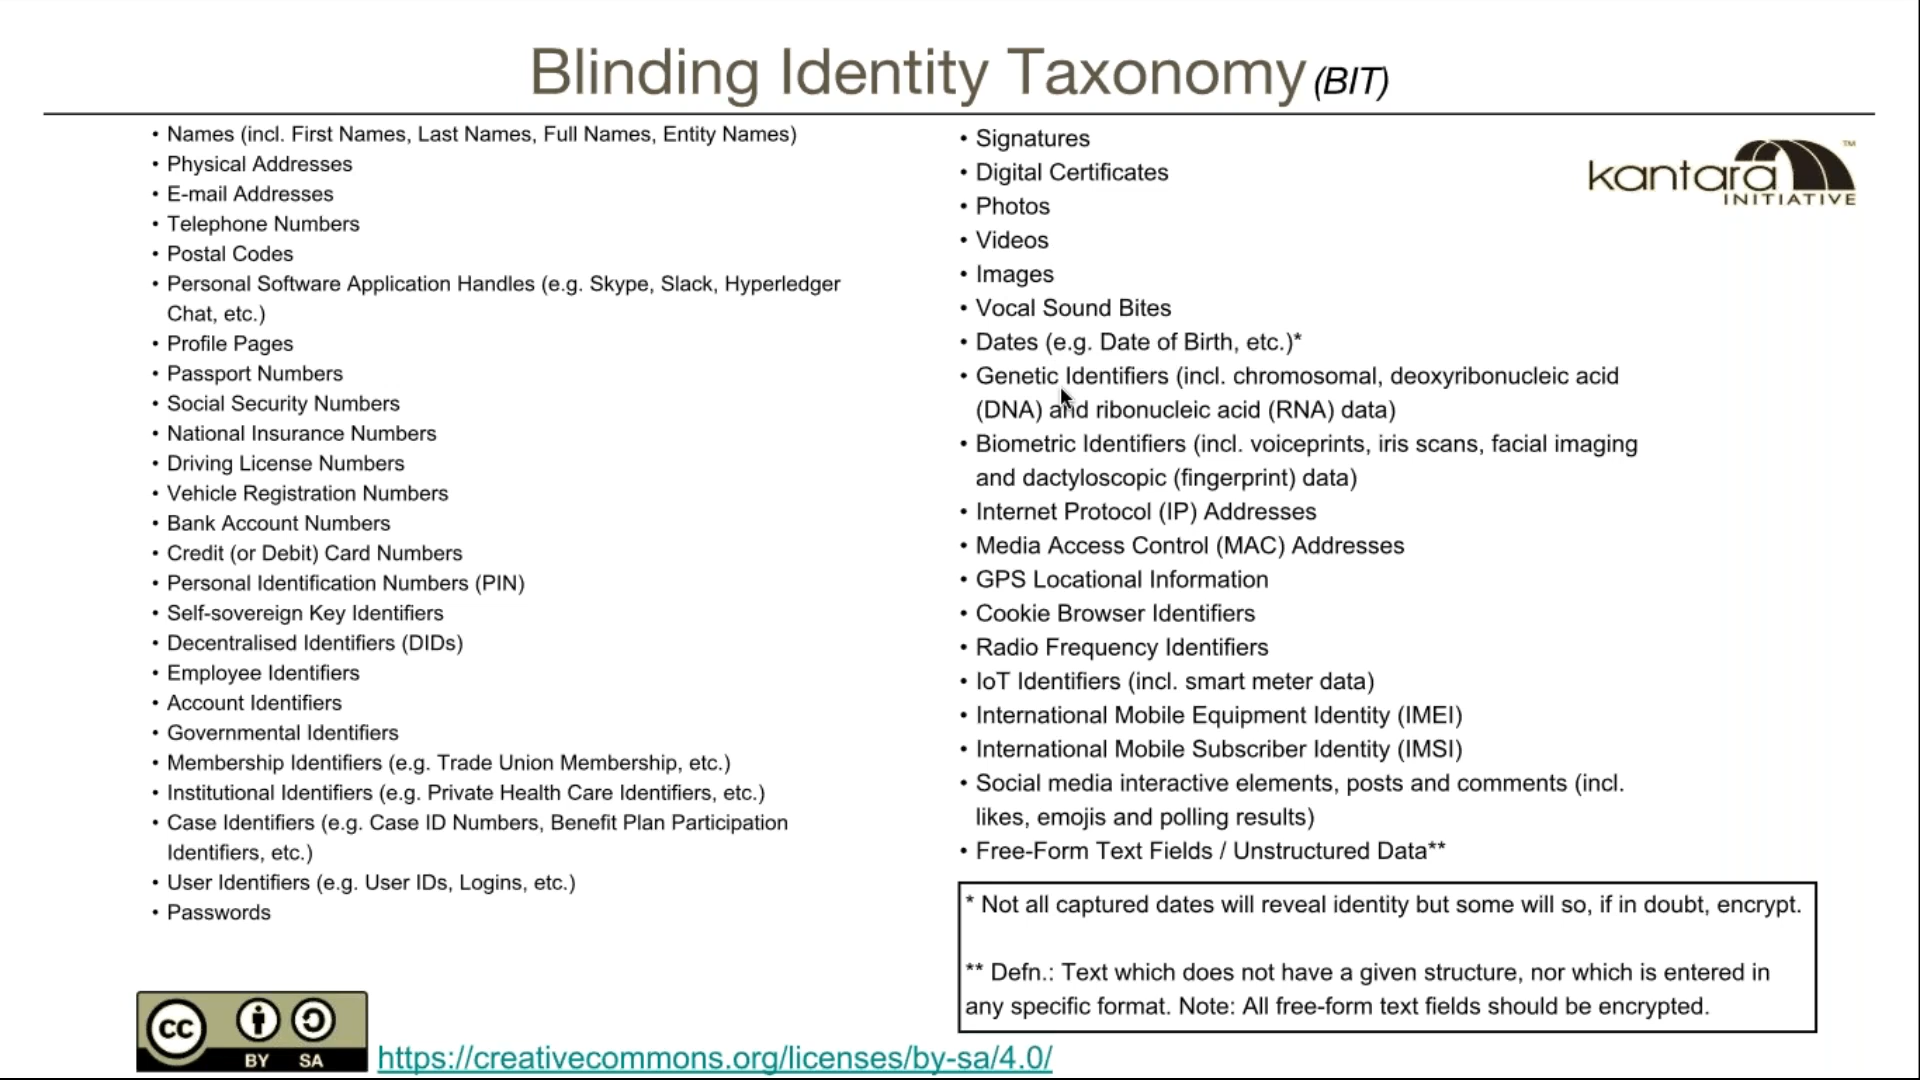 Blinding Identity Taxonomy (BIT)
• Names (incl. First Names, Last Names, Full Names, Entity Names)
• Physical Addresses
• E-mail Addresses
• Telephone Numbers
• Postal Codes
• Personal Software Application Handles (e.g. Skype, Slack, Hyperledger
Chat, etc.)
• Profile Pages
• Passport Numbers
• Social Security Numbers
• National Insurance Numbers
• Driving License Numbers
• Vehicle Registration Numbers
• Bank Account Numbers
• Credit (or Debit) Card Numbers
• Personal Identification Numbers (PIN)
• Self-sovereign Key Identifiers
• Decentralised Identifiers (DIDs)
• Employee Identifiers
• Account Identifiers
• Governmental Identifiers
• Membership Identifiers (e.g. Trade Union Membership, etc.)
• Institutional Identifiers (e.g. Private Health Care Identifiers, etc.)
• Case Identifiers (e.g. Case ID Numbers, Benefit Plan Participation
Identifiers, etc.)
• User Identifiers (e.g. User IDs, Logins, etc.)
• Passwords
• Signatures
• Digital Certificates
• Photos
• Videos
• Images
• Vocal Sound Bites
• Dates (e.g. Date of Birth, etc.)*
• Genetic Identifiers (incl. chromosomal, deoxyribonucleic acid
(DNA) and ribonucleic acid (RNA) data)
• Biometric Identifiers (incl. voiceprints, iris scans, facial imaging
and dactyloscopic (fingerprint) data)
• Internet Protocol (IP) Addresses
• Media Access Control (MAC) Addresses
• GPS Locational Information
• Cookie Browser Identifiers
• Radio Frequency Identifiers
• IoT Identifiers (incl. smart meter data)
• International Mobile Equipment Identity (IMEI)
• International Mobile Subscriber Identity (IMSI)
• Social media interactive elements, posts and comments (incl.
likes, emojis and polling results)
• Free-Form Text Fields / Unstructured Data**
* Not all captured dates will reveal identity but some will so, if in doubt, encrypt.
** Defn.: Text which does not have a given structure, nor which is entered in
any specific format. Note: All free-form text fields should be encrypted.
kantara ™
INITIATIVE
cc
BY SA
https://creativecommons.org/licenses/by-sa/4.0/